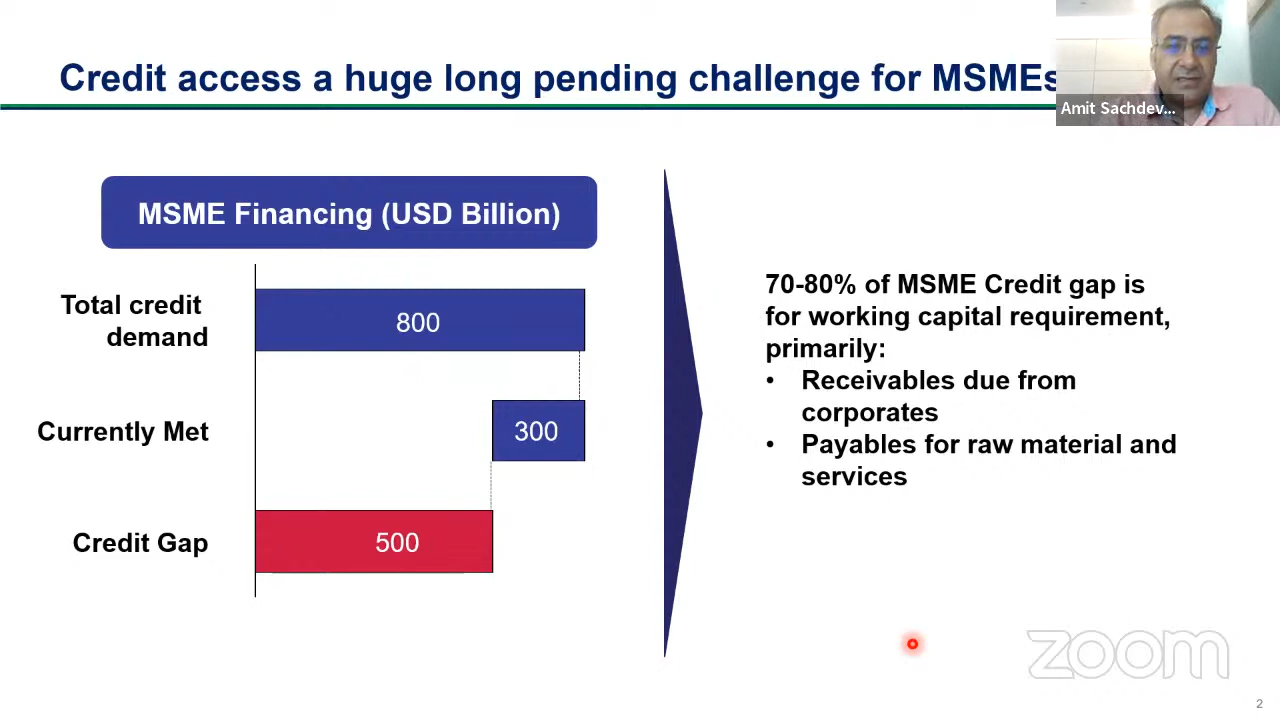 Credit access a huge long pending challenge for MSMEs
Amit Sachdev...
MSME Financing (USD Billion)
Total credit
demand
800
Currently Met
300
Credit Gap
500
70-80% of MSME Credit gap is
for working capital requirement,
primarily:
• Receivables due from
corporates
• Payables for raw material and
services
zoom
2